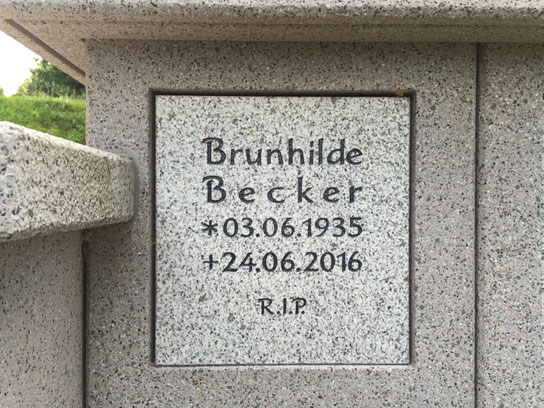 Brunhilde
Becker
*03.06.1935
+24.06.2016
R.I.P.